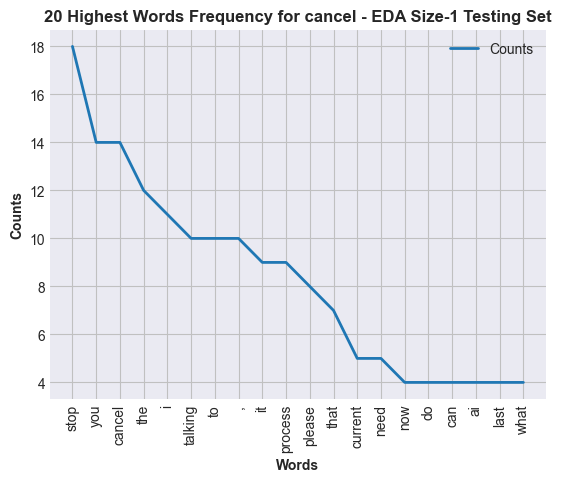 20 Highest Words Frequency for cancel - EDA Size-1 Testing Set
Counts
18
16
14
12
10
8
6
4
Counts
stop
you
cancel
the
i
talking
to
,
it
process
please
that
current
need
now
do
can
ai
last
what
Words